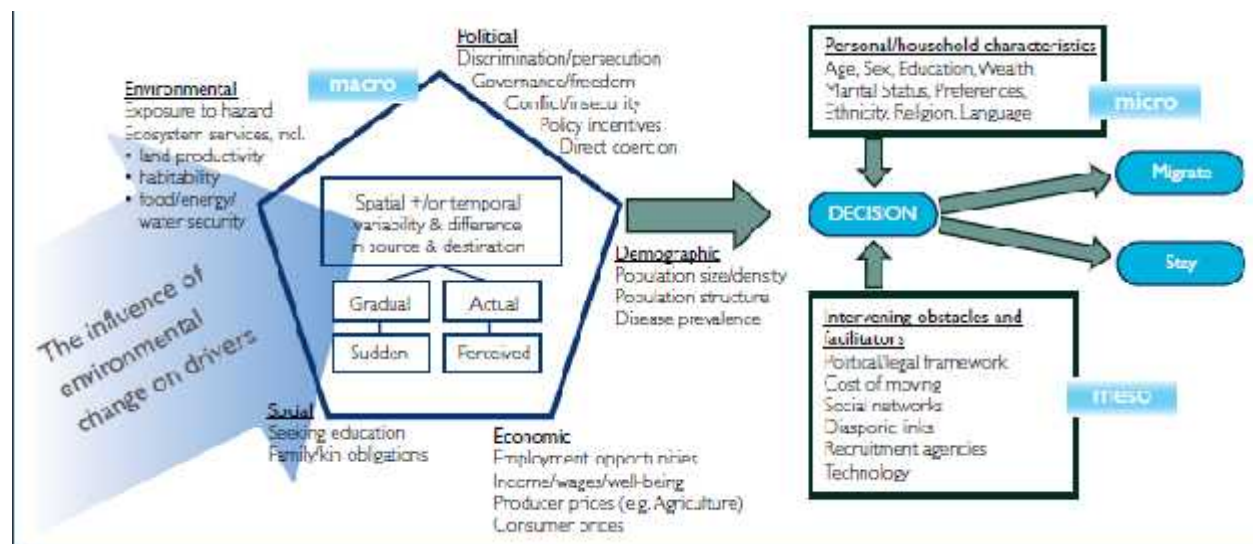 Political
Discrimination/persecution
Governance/freedom
Conflict/insecurity
Policy incentives
Direct coercion
macro
Environmental
Exposure to hazard
Ecosystem services, incl.
• land productivity
• habitability
• food/energy/
water security
The influence of
environmental
change on drivers
Spatial +/or temporal
variability & difference
in source & destination
Gradual
Actual
Sudden
Perceived
Demographic
Population size/density
Population structure
Disease prevalence
Social
Seeking education
Family/kin obligations
Economic
Employment opportunities
Income/wages/well-being
Producer prices (e.g. Agriculture)
Consumer prices
Personal/household characteristics
Age, Sex, Education, Wealth
Marital Status, Preferences,
Ethnicity, Religion, Language
micro
DECISION
Migrate
Stay
Intervening obstacles and
facilitators
Political/legal framework
Cost of moving
Social networks
Diasporic links
Recruitment agencies
Technology
meso